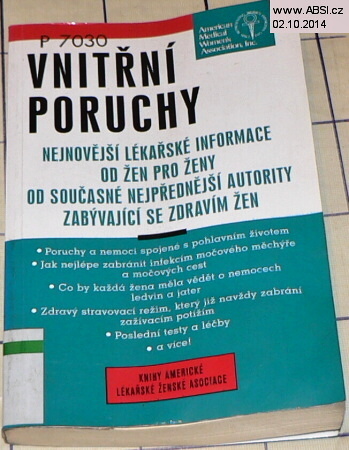 www.ABSI.cz
02.10.2014
P 7030
American
Medical
Women's
Association, Inc.
VNITŘNÍ
PORUCHY
NEJNOVĚJŠÍ LÉKAŘSKÉ INFORMACE
OD ŽEN PRO ŽENY
OD SOUČASNÉ NEJPŘEDNĚJŠÍ AUTORITY
ZABÝVAJÍCÍ SE ZDRAVÍM ŽEN
• Poruchy a nemoci spojené s pohlavním životem
• Jak nejlépe zabránit infekcím močového měchýře
a močových cest
• Co by každá žena měla vědět o nemocech
ledvin a jater
• Zdravý stravovací režim, který již navždy zabrání
zažívacím potížím
• Poslední testy a léčby
• a více!
KNIHY AMERICKÉ
LÉKAŘSKÉ ŽENSKÉ ASOCIACE